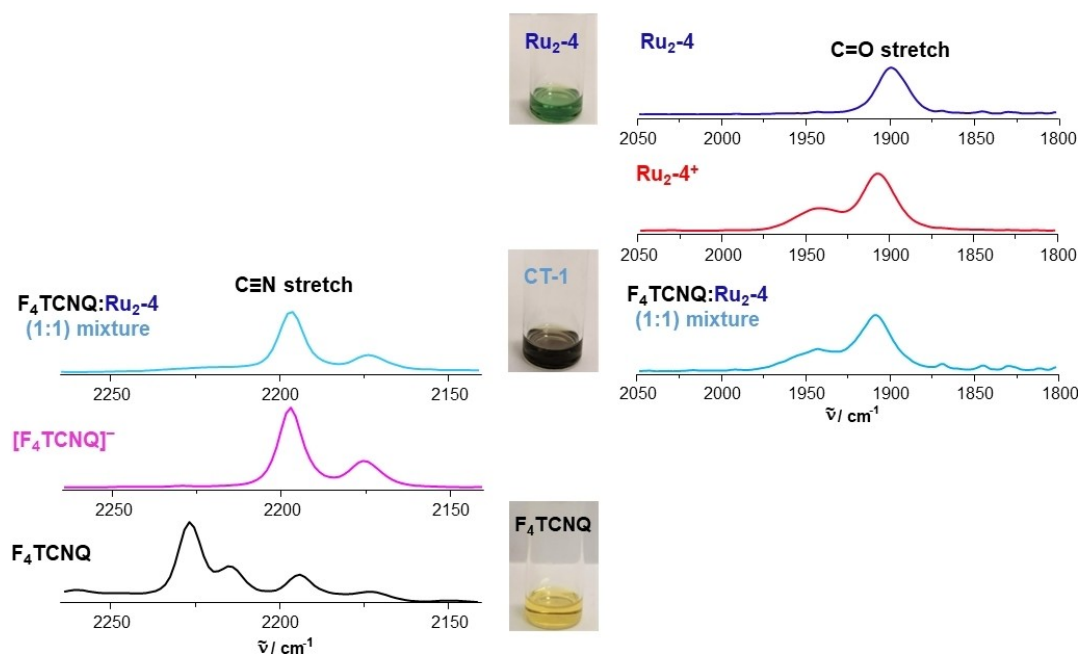 Ru₂-4
Ru₂-4
C=O stretch
2050 2000 1950 1900 1850 1800
Ru₂-4⁺
2050 2000 1950 1900 1850 1800
CT-1
F₄TCNQ:Ru₂-4
(1:1) mixture
C≡N stretch
2250 2200 2150
F₄TCNQ:Ru₂-4
(1:1) mixture
2050 2000 1950 1900 1850 1800
ṽ/ cm⁻¹
[F₄TCNQ]⁻
2250 2200 2150
F₄TCNQ
F₄TCNQ
2250 2200 2150
ṽ/ cm⁻¹